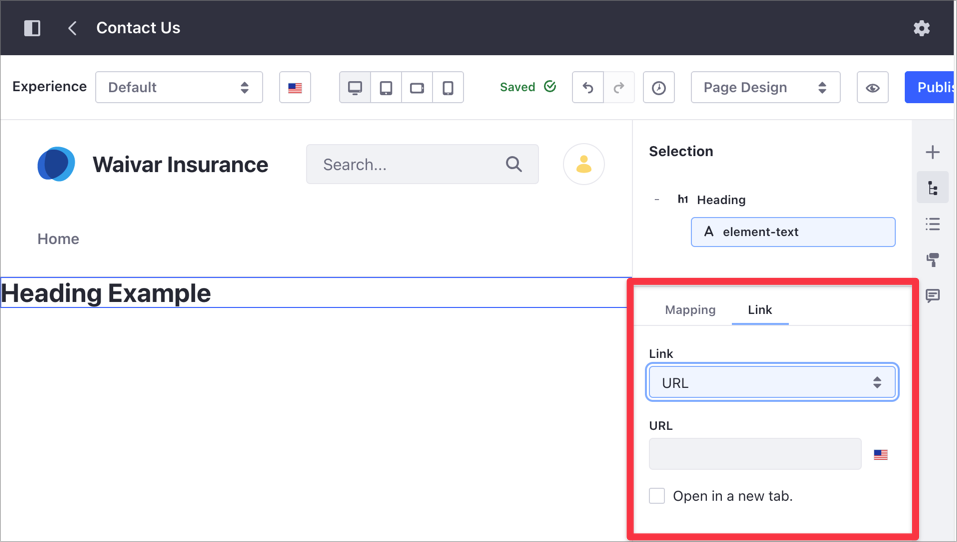 Contact Us
Experience Default Saved Page Design Publis
Waivar Insurance Search...
Home
Heading Example
Selection
h1 Heading
A element-text
Mapping Link
Link
URL
URL
Open in a new tab.